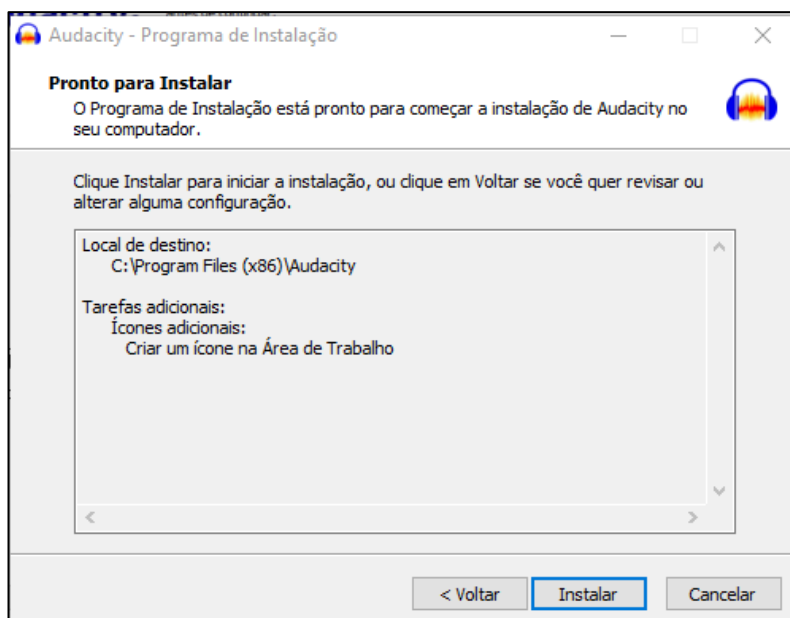 Audacity - Programa de Instalação
Pronto para Instalar
O Programa de Instalação está pronto para começar a instalação de Audacity no
seu computador.
Clique Instalar para iniciar a instalação, ou clique em Voltar se você quer revisar ou
alterar alguma configuração.
Local de destino:
C:\Program Files (x86)\Audacity
Tarefas adicionais:
Ícones adicionais:
Criar um ícone na Área de Trabalho
< Voltar
Instalar
Cancelar